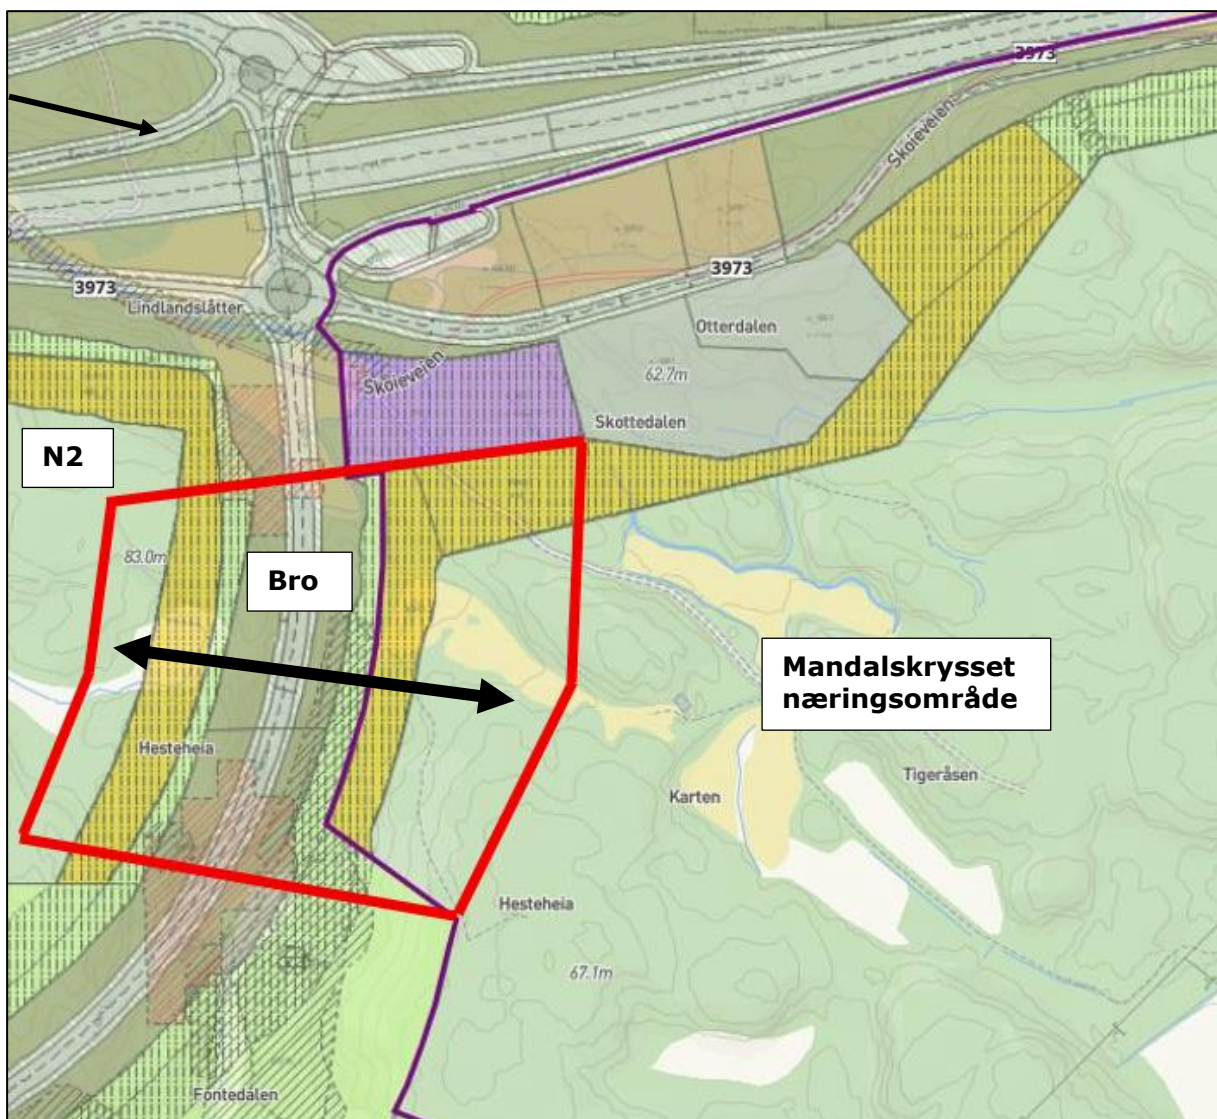 3973
Skoieveien
3973
3973
Lindlandslåtter
Otterdalen
Skoieveien
62.7m
Skottedalen
N2
83.0m
Bro
Mandalskrysset
næringsområde
Hesteheia
Tigeråsen
Karten
Hesteheia
67.1m
Fontedalen